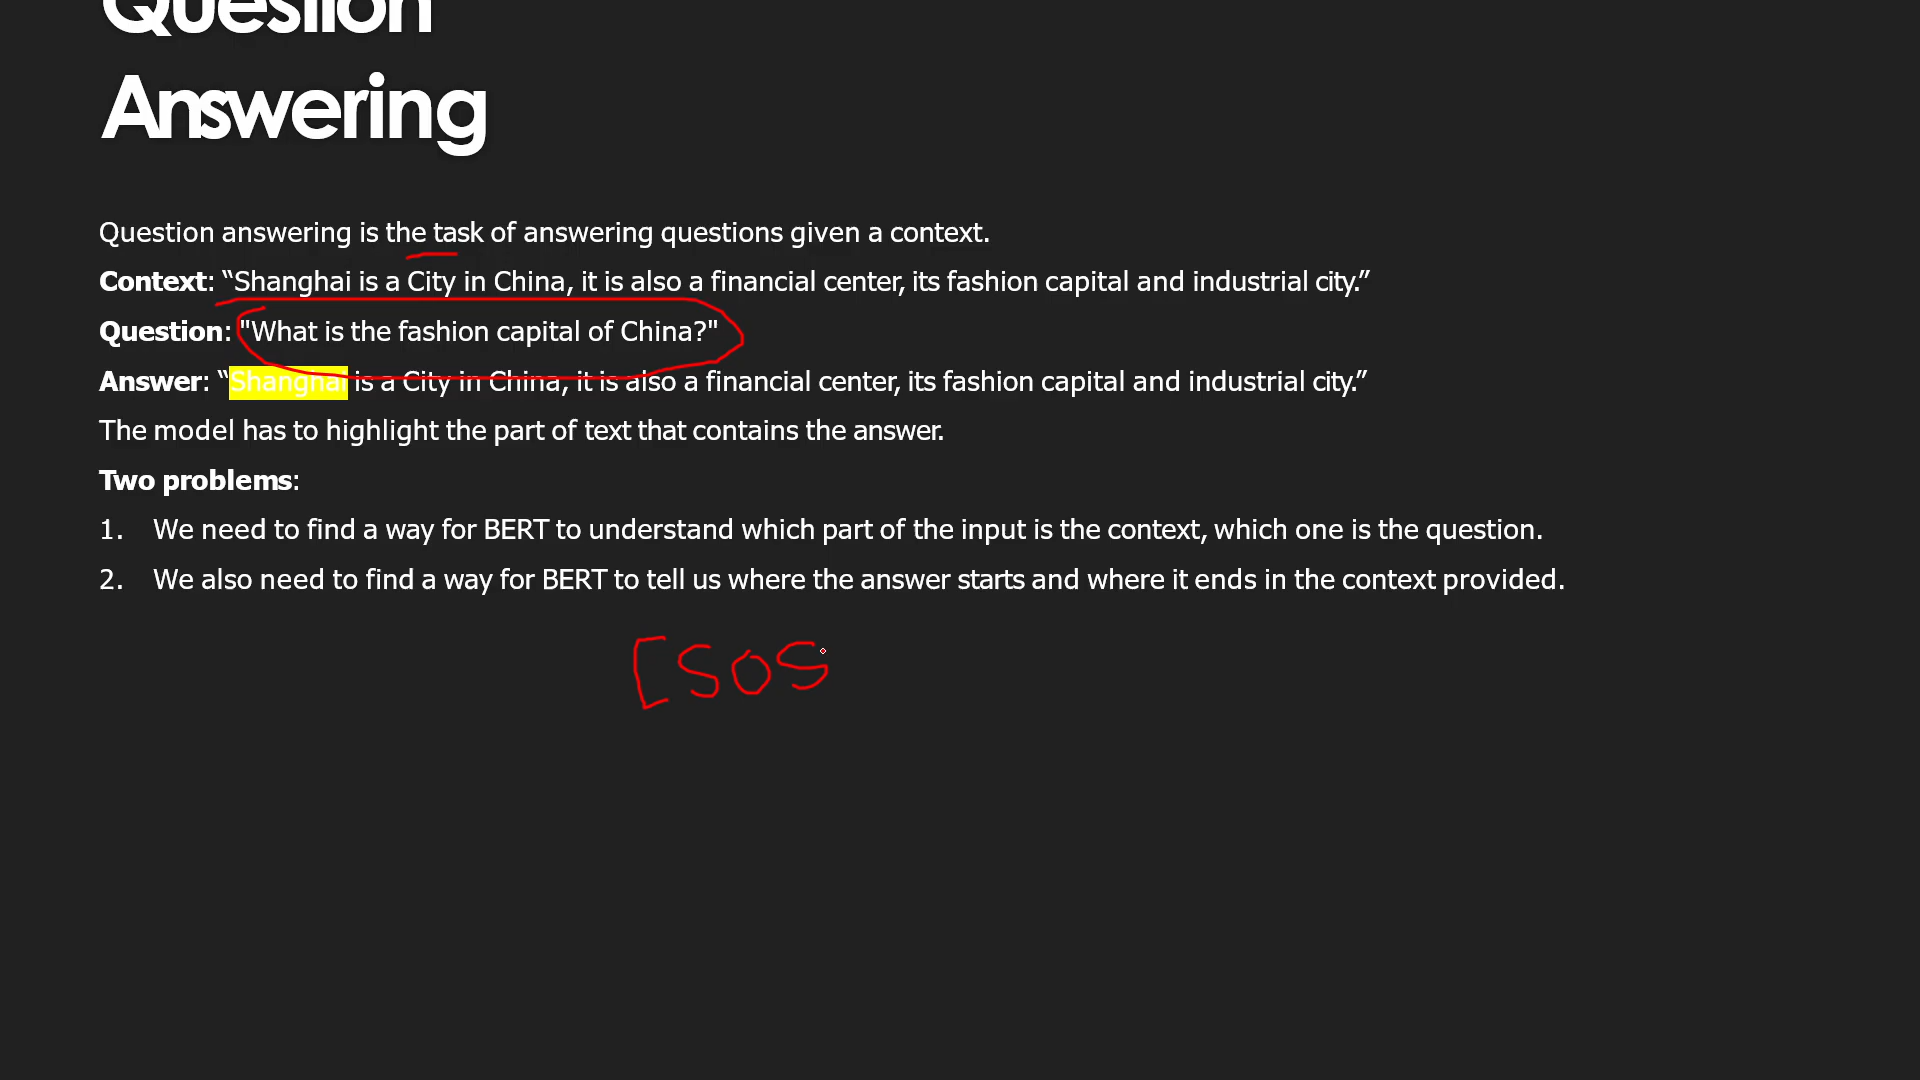 Question
Answering
Question answering is the task of answering questions given a context.
Context: “Shanghai is a City in China, it is also a financial center, its fashion capital and industrial city.”
Question: "What is the fashion capital of China?"
Answer: “Shanghai is a City in China, it is also a financial center, its fashion capital and industrial city.”
The model has to highlight the part of text that contains the answer.
Two problems:
1. We need to find a way for BERT to understand which part of the input is the context, which one is the question.
2. We also need to find a way for BERT to tell us where the answer starts and where it ends in the context provided.
[SOS